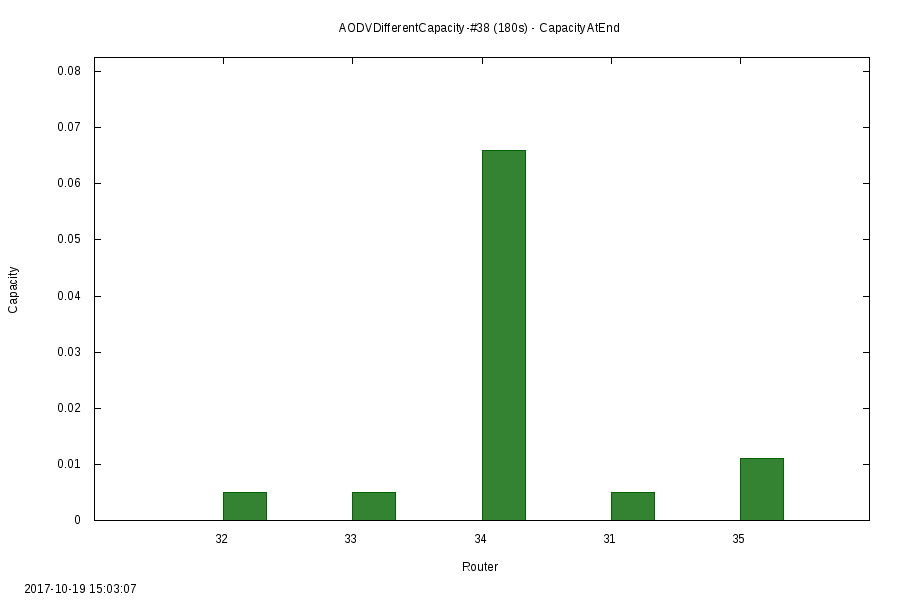 AODVDifferentCapacity-#38 (180s) - CapacityAtEnd
0.08
0.07
0.06
0.05
0.04
0.03
0.02
0.01
0
Capacity
32 33 34 31 35
Router
2017-10-19 15:03:07